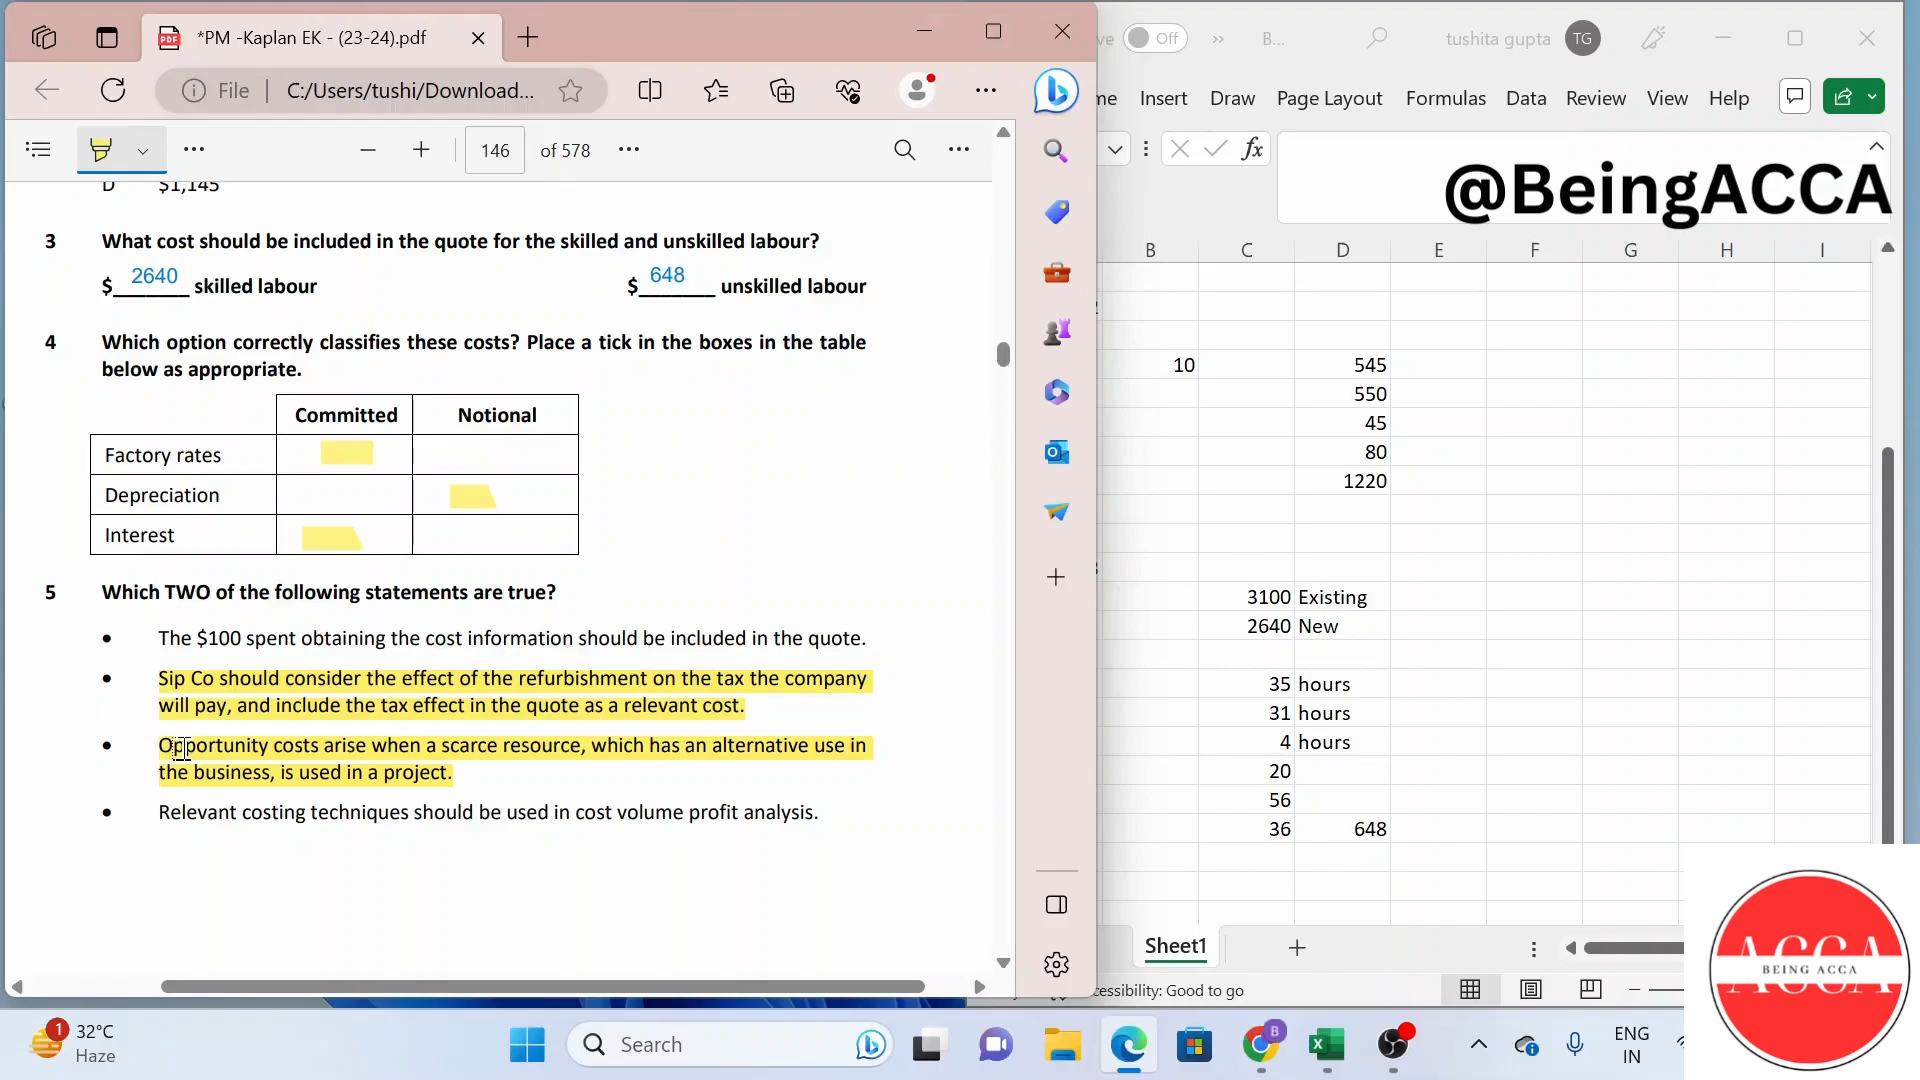 *PM -Kaplan EK - (23-24).pdf
File
C:/Users/tushi/Download...
146 of 578
D $1,145
3 What cost should be included in the quote for the skilled and unskilled labour?
$ 2640 skilled labour $ 648 unskilled labour
4 Which option correctly classifies these costs? Place a tick in the boxes in the table
below as appropriate.
Committed Notional
Factory rates
Depreciation
Interest
5 Which TWO of the following statements are true?
• The $100 spent obtaining the cost information should be included in the quote.
• Sip Co should consider the effect of the refurbishment on the tax the company
will pay, and include the tax effect in the quote as a relevant cost.
• Opportunity costs arise when a scarce resource, which has an alternative use in
the business, is used in a project.
• Relevant costing techniques should be used in cost volume profit analysis.
ve Off » B... tushita gupta TG
me Insert Draw Page Layout Formulas Data Review View Help
fx
@BeingACCA
B C D E F G H I
10 545
550
45
80
1220
3100 Existing
2640 New
35 hours
31 hours
4 hours
20
56
36 648
Sheet1
cessibility: Good to go
ACCA
BEING ACCA
1 32°C
Haze
Search
B
ENG
IN